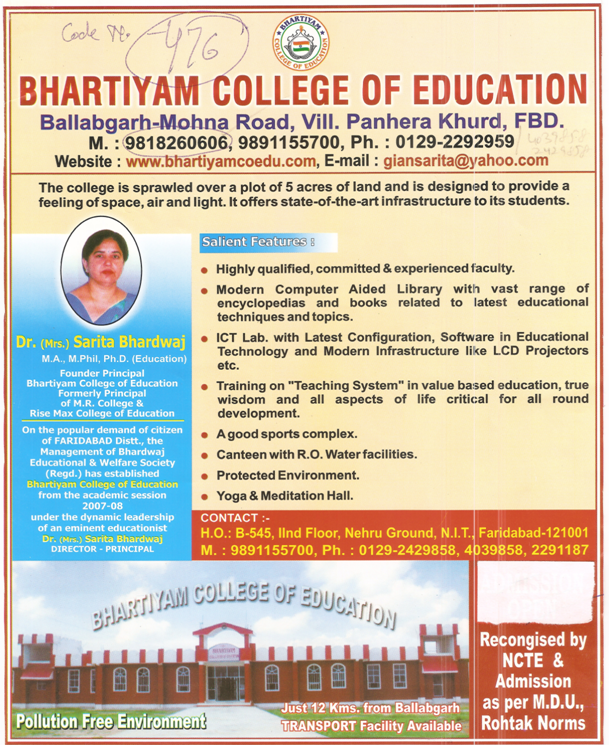 Code No. 476
BHARTIYAM
COLLEGE OF EDUCATION
BHARTIYAM COLLEGE OF EDUCATION
Ballabgarh-Mohna Road, Vill. Panhera Khurd, FBD.
M. : 9818260606, 9891155700, Ph. : 0129-2292959
4039858
2429858
Website : www.bhartiyamcoedu.com, E-mail : giansarita@yahoo.com
The college is sprawled over a plot of 5 acres of land and is designed to provide a
feeling of space, air and light. It offers state-of-the-art infrastructure to its students.
Dr. (Mrs.) Sarita Bhardwaj
M.A., M.Phil, Ph.D. (Education)
Founder Principal
Bhartiyam College of Education
Formerly Principal
of M.R. College &
Rise Max College of Education
On the popular demand of citizen
of FARIDABAD Distt., the
Management of Bhardwaj
Educational & Welfare Society
(Regd.) has established
Bhartiyam College of Education
from the academic session
2007-08
under the dynamic leadership
of an eminent educationist
Dr. (Mrs.) Sarita Bhardwaj
DIRECTOR - PRINCIPAL
Salient Features :
• Highly qualified, committed & experienced faculty.
• Modern Computer Aided Library with vast range of
encyclopedias and books related to latest educational
techniques and topics.
• ICT Lab. with Latest Configuration, Software in Educational
Technology and Modern Infrastructure like LCD Projectors
etc.
• Training on "Teaching System" in value based education, true
wisdom and all aspects of life critical for all round
development.
• A good sports complex.
• Canteen with R.O. Water facilities.
• Protected Environment.
• Yoga & Meditation Hall.
CONTACT :-
H.O.: B-545, IInd Floor, Nehru Ground, N.I.T., Faridabad-121001
M. : 9891155700, Ph. : 0129-2429858, 4039858, 2291187
BHARTIYAM COLLEGE OF EDUCATION
BHARTIYAM
Pollution Free Environment
Just 12 Kms. from Ballabgarh
TRANSPORT Facility Available
ADMISSION
OPEN
Recongised by
NCTE &
Admission
as per M.D.U.,
Rohtak Norms